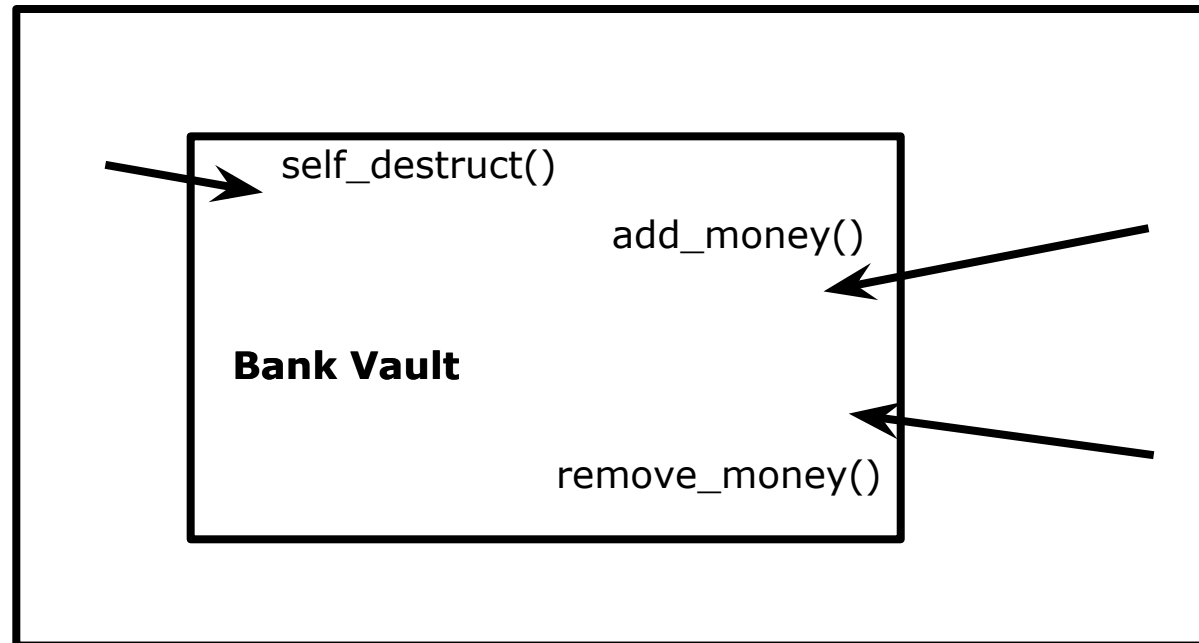 self_destruct()
add_money()
Bank Vault
remove_money()